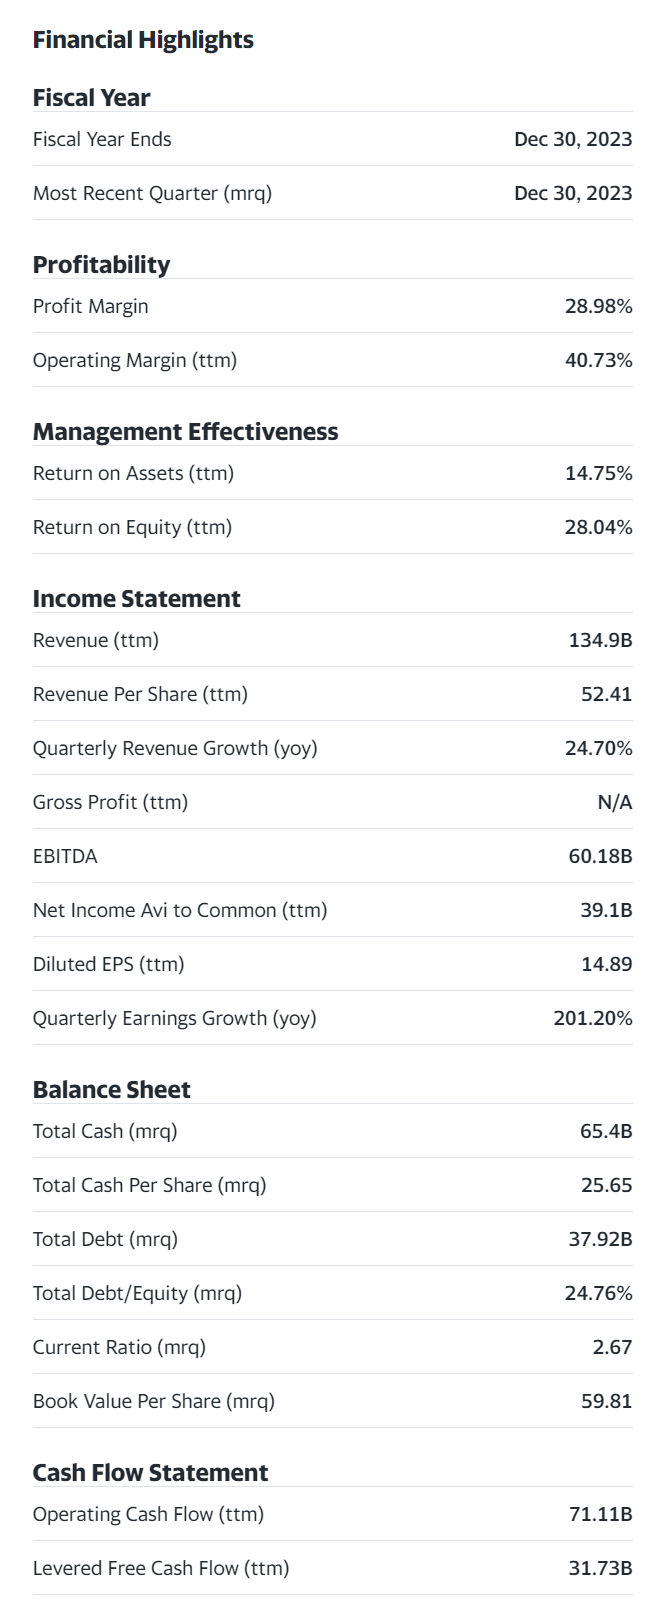 Financial Highlights
Fiscal Year
Fiscal Year Ends Dec 30, 2023
Most Recent Quarter (mrq) Dec 30, 2023
Profitability
Profit Margin 28.98%
Operating Margin (ttm) 40.73%
Management Effectiveness
Return on Assets (ttm) 14.75%
Return on Equity (ttm) 28.04%
Income Statement
Revenue (ttm) 134.9B
Revenue Per Share (ttm) 52.41
Quarterly Revenue Growth (yoy) 24.70%
Gross Profit (ttm) N/A
EBITDA 60.18B
Net Income Avi to Common (ttm) 39.1B
Diluted EPS (ttm) 14.89
Quarterly Earnings Growth (yoy) 201.20%
Balance Sheet
Total Cash (mrq) 65.4B
Total Cash Per Share (mrq) 25.65
Total Debt (mrq) 37.92B
Total Debt/Equity (mrq) 24.76%
Current Ratio (mrq) 2.67
Book Value Per Share (mrq) 59.81
Cash Flow Statement
Operating Cash Flow (ttm) 71.11B
Levered Free Cash Flow (ttm) 31.73B